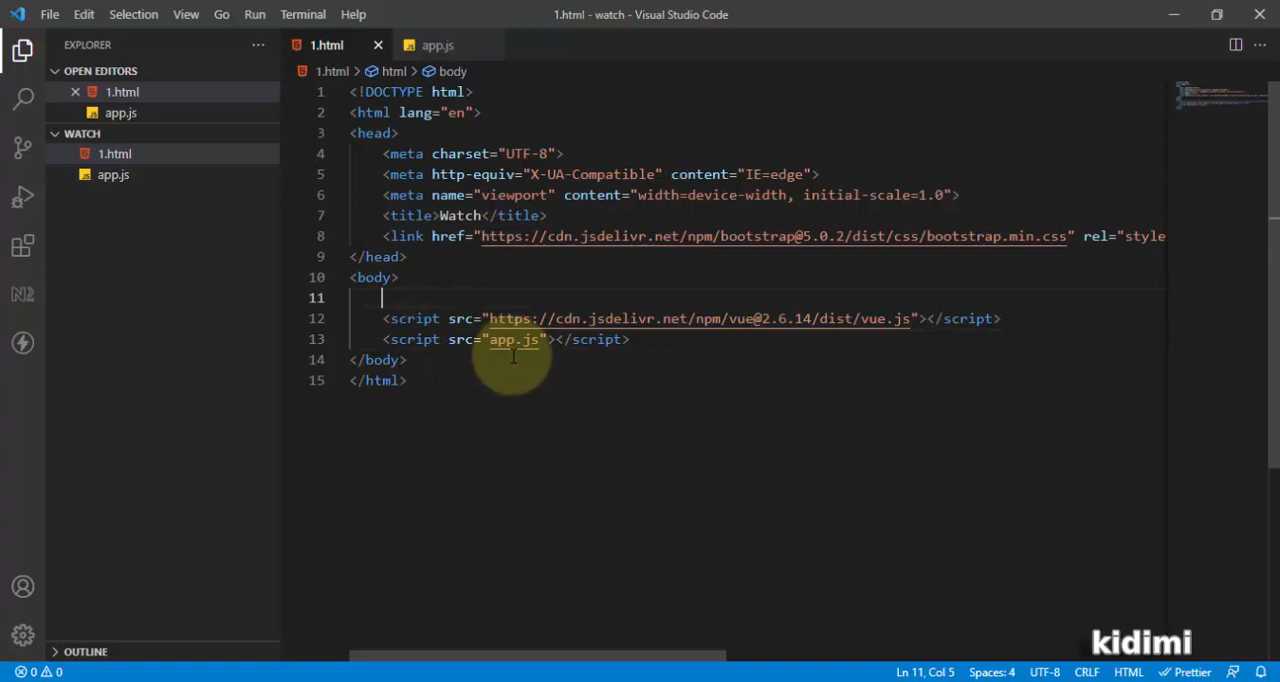 File Edit Selection View Go Run Terminal Help 1.html - watch - Visual Studio Code
EXPLORER
OPEN EDITORS
1.html
app.js
WATCH
1.html
app.js
OUTLINE
1.html app.js
1.html > html > body
1 <!DOCTYPE html>
2 <html lang="en">
3 <head>
4 <meta charset="UTF-8">
5 <meta http-equiv="X-UA-Compatible" content="IE=edge">
6 <meta name="viewport" content="width=device-width, initial-scale=1.0">
7 <title>Watch</title>
8 <link href="https://cdn.jsdelivr.net/npm/bootstrap@5.0.2/dist/css/bootstrap.min.css" rel="style
9 </head>
10 <body>
11
12 <script src="https://cdn.jsdelivr.net/npm/vue@2.6.14/dist/vue.js"></script>
13 <script src="app.js"></script>
14 </body>
15 </html>
kidimi
0 0 Ln 11, Col 5 Spaces: 4 UTF-8 CRLF HTML Prettier